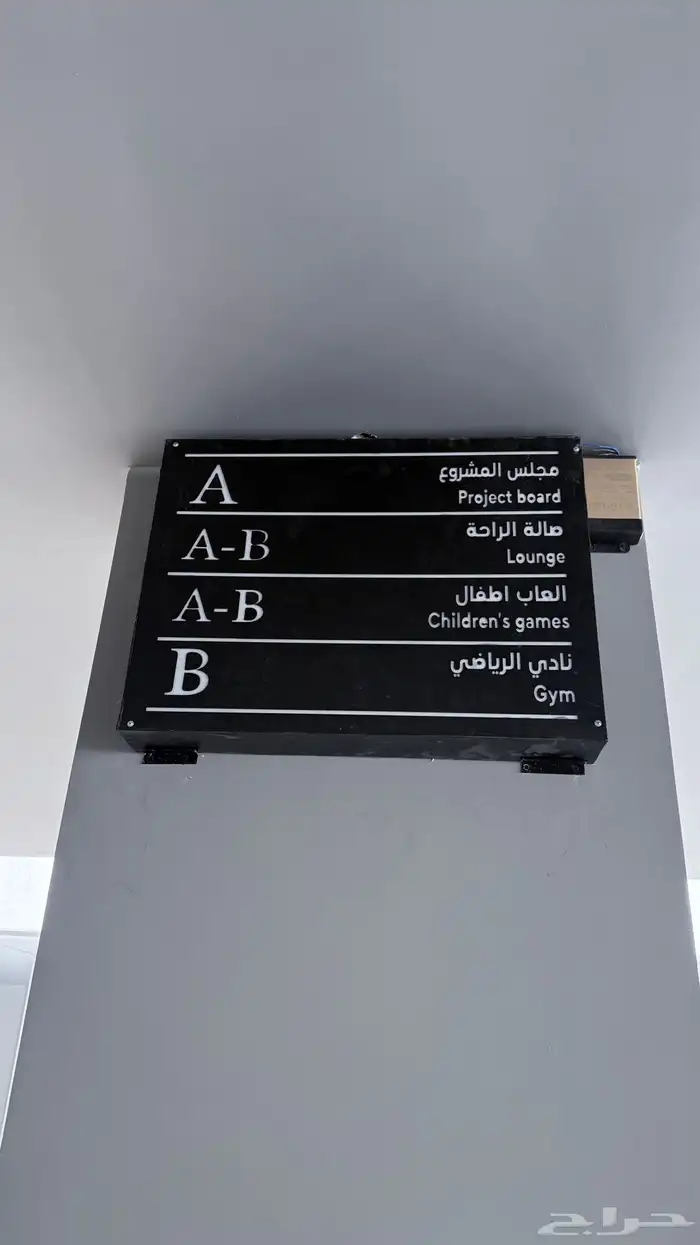 A
مجلس المشروع
Project board
A-B
صالة الراحة
Lounge
A-B
العاب اطفال
Children's games
B
نادي الرياضي
Gym
حراج